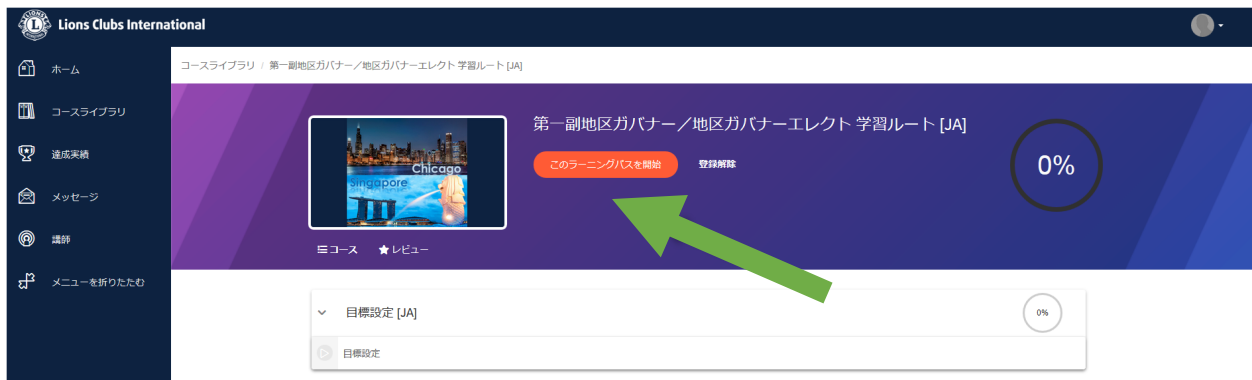 Lions Clubs International
ホーム
コースライブラリ
達成実績
メッセージ
講師
メニューを折りたたむ
コースライブラリ / 第一副地区ガバナー／地区ガバナーエレクト 学習ルート [JA]
Chicago
Singapore
第一副地区ガバナー／地区ガバナーエレクト 学習ルート [JA]
このラーニングパスを開始
登録解除
0%
コース
レビュー
目標設定 [JA]
0%
目標設定